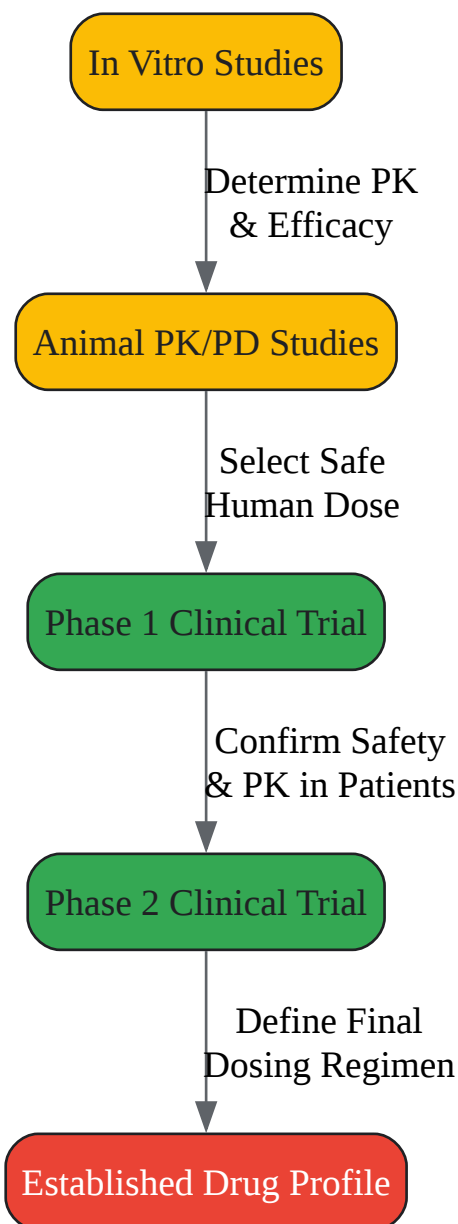 In Vitro Studies
Determine PK
& Efficacy
Animal PK/PD Studies
Select Safe
Human Dose
Phase 1 Clinical Trial
Confirm Safety
& PK in Patients
Phase 2 Clinical Trial
Define Final
Dosing Regimen
Established Drug Profile